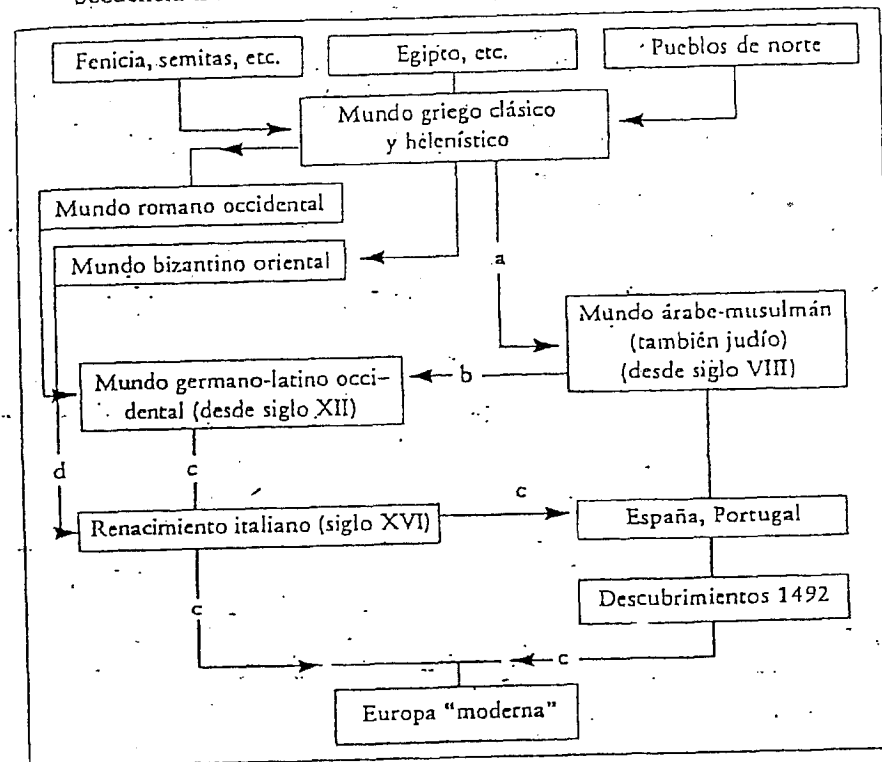 Fenicia, semitas, etc.
Egipto, etc.
Pueblos de norte
Mundo griego clásico
y helenístico
Mundo romano occidental
Mundo bizantino oriental
a
Mundo árabe-musulmán
(también judío)
(desde siglo VIII)
b
Mundo germano-latino occi-
dental (desde siglo XII)
d
c
c
Renacimiento italiano (siglo XVI)
España, Portugal
Descubrimientos 1492
c
c
Europa "moderna"